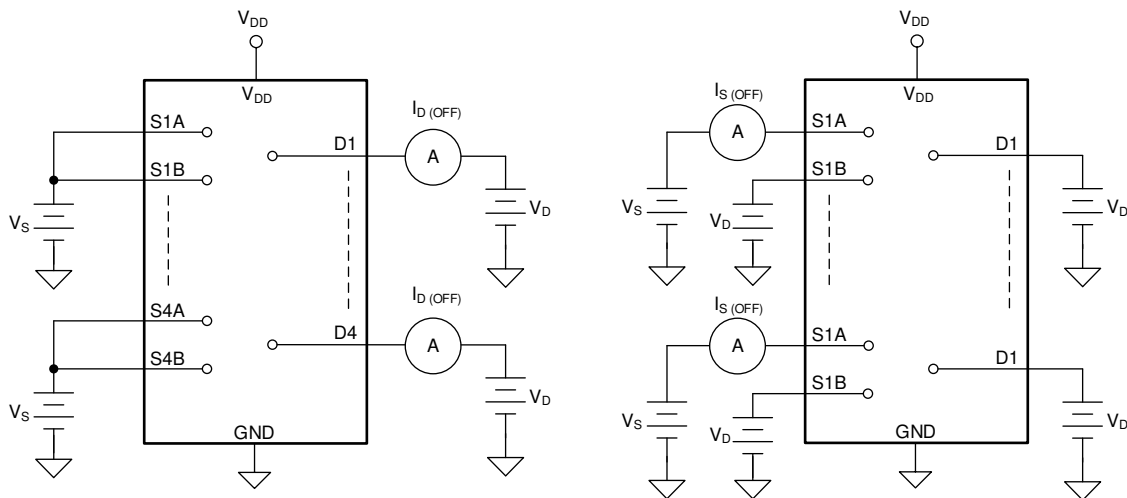 VDD
VDD
S1A
S1B
VS
D1
ID (OFF)
A
VD
S4A
S4B
VS
D4
ID (OFF)
A
VD
GND
VDD
VDD
IS (OFF)
A
S1A
S1B
VS
VD
D1
VD
IS (OFF)
A
S1A
S1B
VS
VD
D1
VD
GND